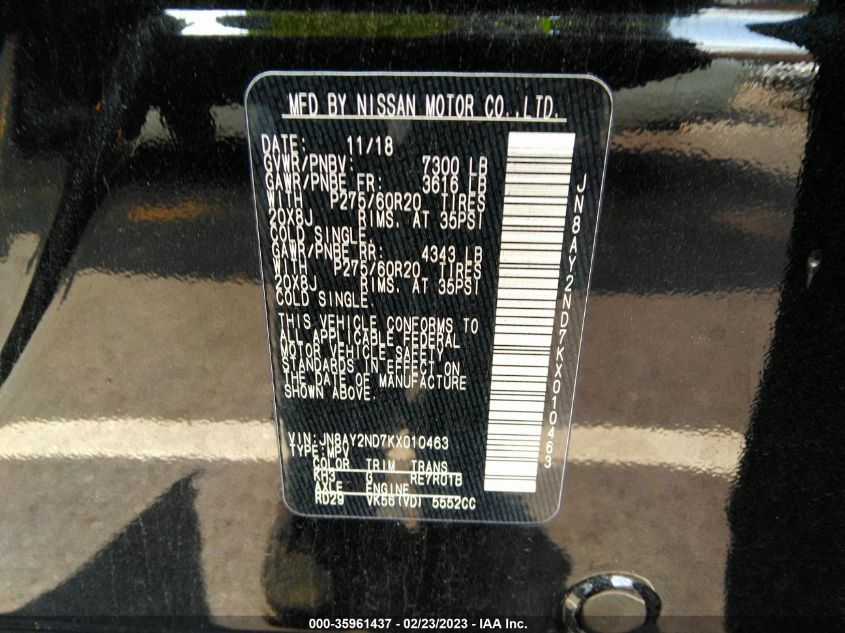 MFD BY NISSAN MOTOR CO.,LTD.
DATE: 11/18
GVWR/PNBV: 7300 LB
GAWR/PNBE FR: 3616 LB
WITH P275/60R20 TIRES
20X8J RIMS. AT 35PSI
COLD SINGLE
GAWR/PNBE RR: 4343 LB
WITH P275/60R20 TIRES
20X8J RIMS. AT 35PSI
COLD SINGLE
THIS VEHICLE CONFORMS TO
ALL APPLICABLE FEDERAL
MOTOR VEHICLE SAFETY
STANDARDS IN EFFECT ON
THE DATE OF MANUFACTURE
SHOWN ABOVE.
VIN:JN8AY2ND7KX010463
TYPE:MPV
COLOR TRIM TRANS
KH3 G RE7R01B
AXLE ENGINE
RD29 VK56(VD) 5552CC
JN8AY2ND7KX010463
000-35961437 - 02/23/2023 - IAA Inc.